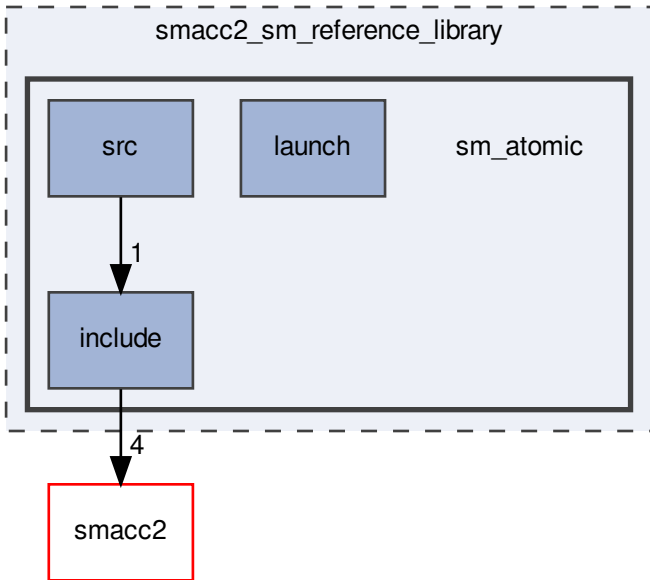 smacc2_sm_reference_library
src
launch
sm_atomic
1
include
4
smacc2